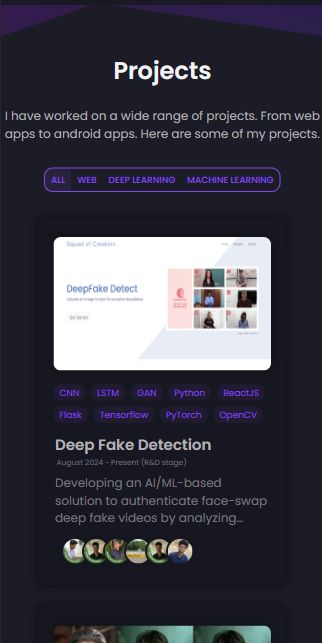 Projects
I have worked on a wide range of projects. From web
apps to android apps. Here are some of my projects.
ALL WEB DEEP LEARNING MACHINE LEARNING
Squad of Creators
DeepFake Detect
Upload an image to test for possible deepfakes
Get Started
CNN LSTM GAN Python ReactJS
Flask Tensorflow PyTorch OpenCV
Deep Fake Detection
August 2024 - Present (R&D stage)
Developing an AI/ML-based
solution to authenticate face-swap
deep fake videos by analyzing...